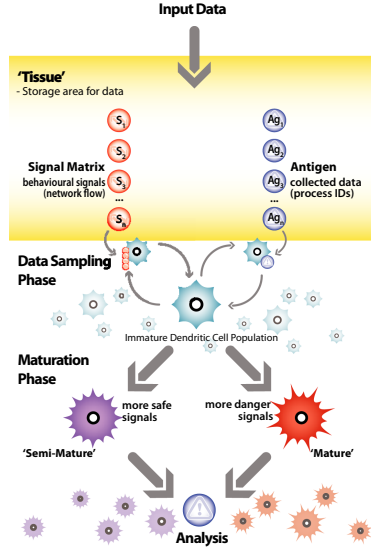 Input Data
'Tissue'
- Storage area for data
S1
S2
S3
...
Sn
Signal Matrix
behavioural signals
(network flow)
Ag1
Ag2
Ag3
...
Agn
Antigen
collected data
(process IDs)
Data Sampling
Phase
Immature Dendritic Cell Population
Maturation
Phase
more safe
signals
more danger
signals
'Semi-Mature'
'Mature'
Analysis